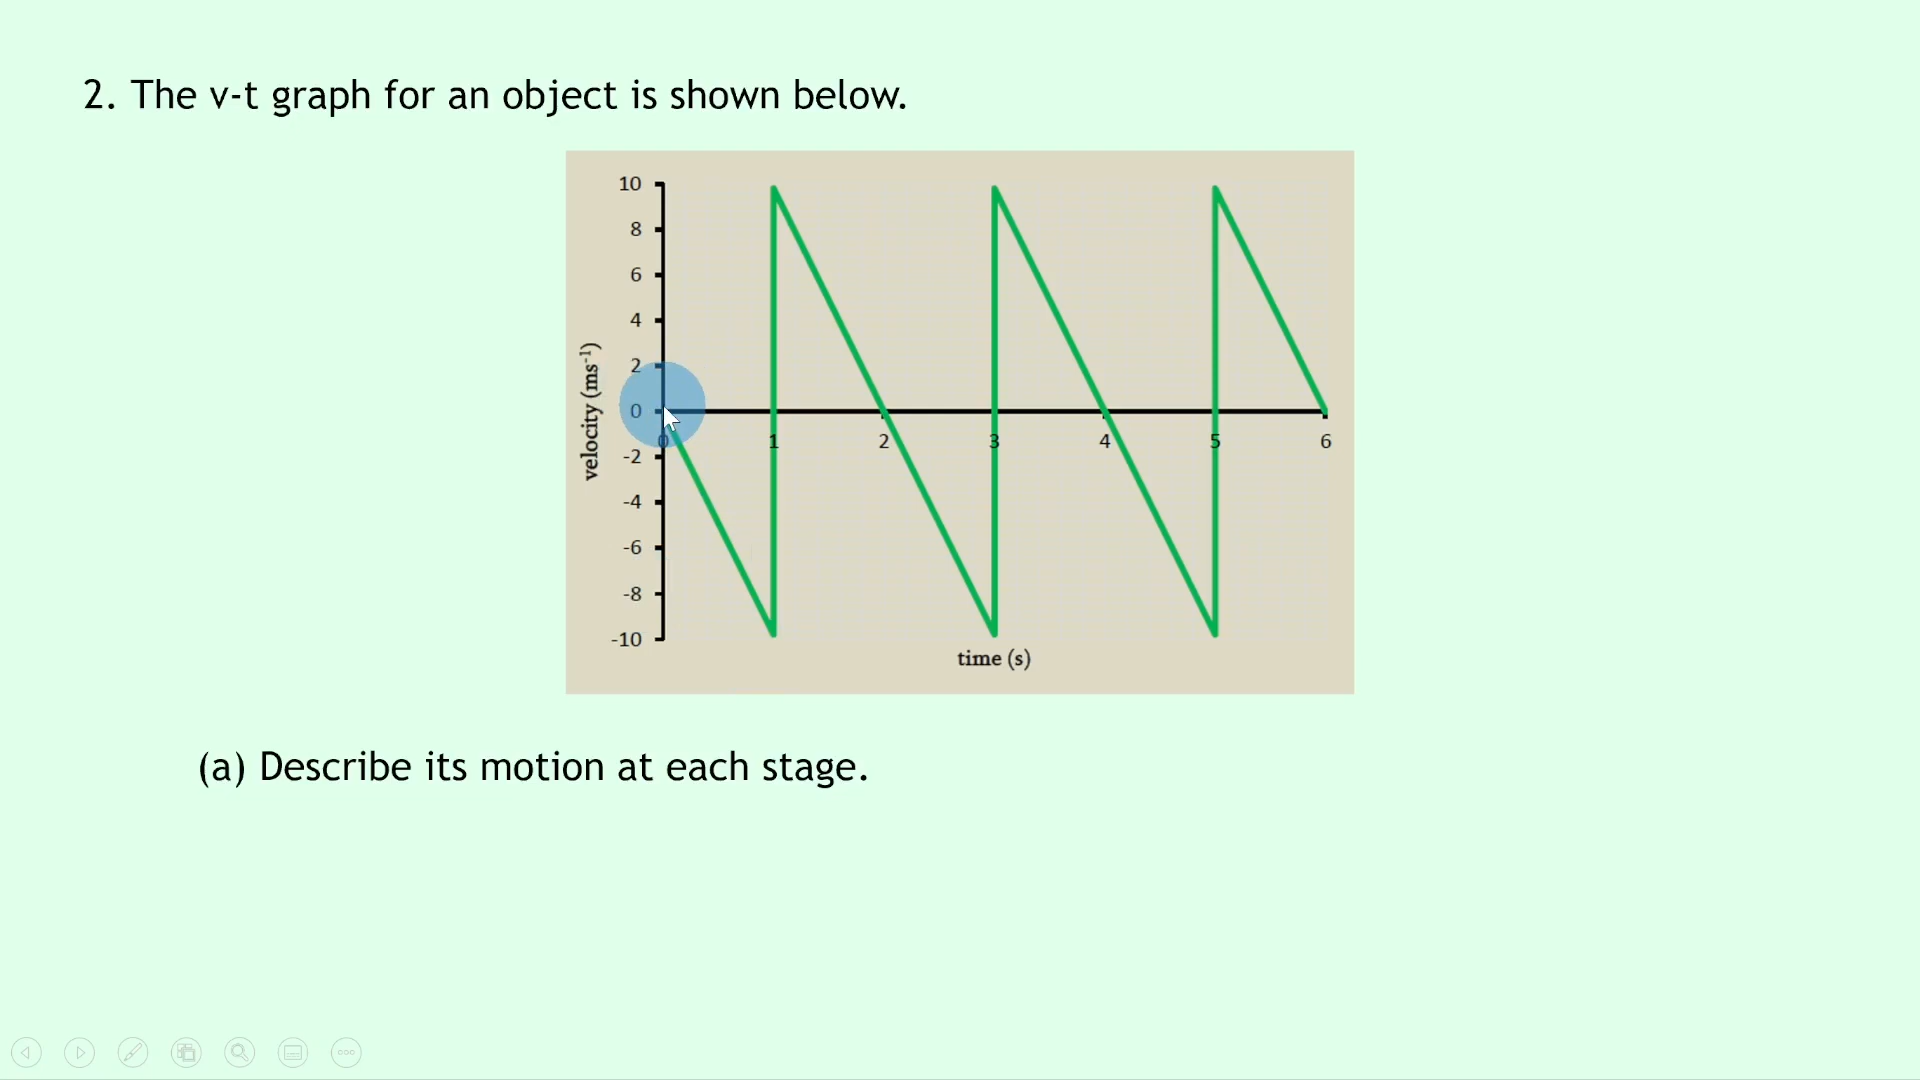 2. The v-t graph for an object is shown below.
10
8
6
4
2
0
-2
-4
-6
-8
-10
velocity (ms⁻¹)
0 1 2 3 4 5 6
time (s)
(a) Describe its motion at each stage.